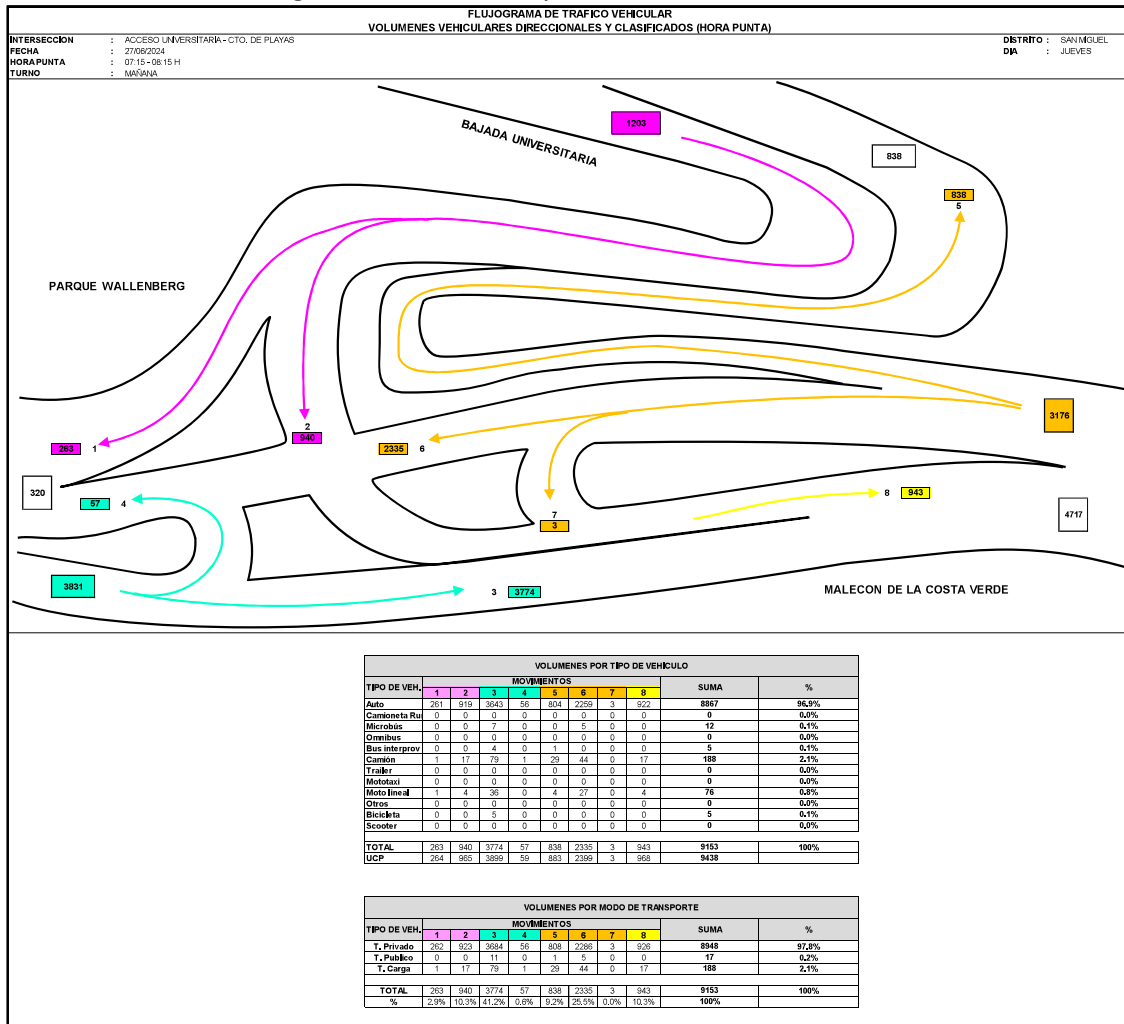 FLUJOGRAMA DE TRAFICO VEHICULAR
VOLUMENES VEHICULARES DIRECCIONALES Y CLASIFICADOS (HORA PUNTA)
INTERSECCION : ACCESO UNIVERSITARIA - CTO. DE PLAYAS DISTRITO : SAN MIGUEL
FECHA : 27/06/2024 DIA : JUEVES
HORA PUNTA : 07:15 - 08:15 H
TURNO : MAÑANA
1203
BAJADA UNIVERSITARIA
838
838
5
PARQUE WALLENBERG
3176
2
940
263 1
2335 6
320
57 4
8 943
7
3
4717
3831
3 3774
MALECON DE LA COSTA VERDE
VOLUMENES POR TIPO DE VEHICULO
TIPO DE VEH. MOVIMIENTOS SUMA %
1 2 3 4 5 6 7 8
Auto 261 919 3643 56 804 2259 3 922 8867 96.9%
Camioneta Ru 0 0 0 0 0 0 0 0 0 0.0%
Microbús 0 0 7 0 0 5 0 0 12 0.1%
Omnibus 0 0 0 0 0 0 0 0 0 0.0%
Bus interprov 0 0 4 0 1 0 0 0 5 0.1%
Camión 1 17 79 1 29 44 0 17 188 2.1%
Trailer 0 0 0 0 0 0 0 0 0 0.0%
Mototaxi 0 0 0 0 0 0 0 0 0 0.0%
Moto lineal 1 4 36 0 4 27 0 4 76 0.8%
Otros 0 0 0 0 0 0 0 0 0 0.0%
Bicicleta 0 0 5 0 0 0 0 0 5 0.1%
Scooter 0 0 0 0 0 0 0 0 0 0.0%
TOTAL 263 940 3774 57 838 2335 3 943 9153 100%
UCP 264 965 3899 59 883 2399 3 968 9438
VOLUMENES POR MODO DE TRANSPORTE
TIPO DE VEH. MOVIMIENTOS SUMA %
1 2 3 4 5 6 7 8
T. Privado 262 923 3684 56 808 2286 3 926 8948 97.8%
T. Publico 0 0 11 0 1 5 0 0 17 0.2%
T. Carga 1 17 79 1 29 44 0 17 188 2.1%
TOTAL 263 940 3774 57 838 2335 3 943 9153 100%
% 2.9% 10.3% 41.2% 0.6% 9.2% 25.5% 0.0% 10.3% 100%